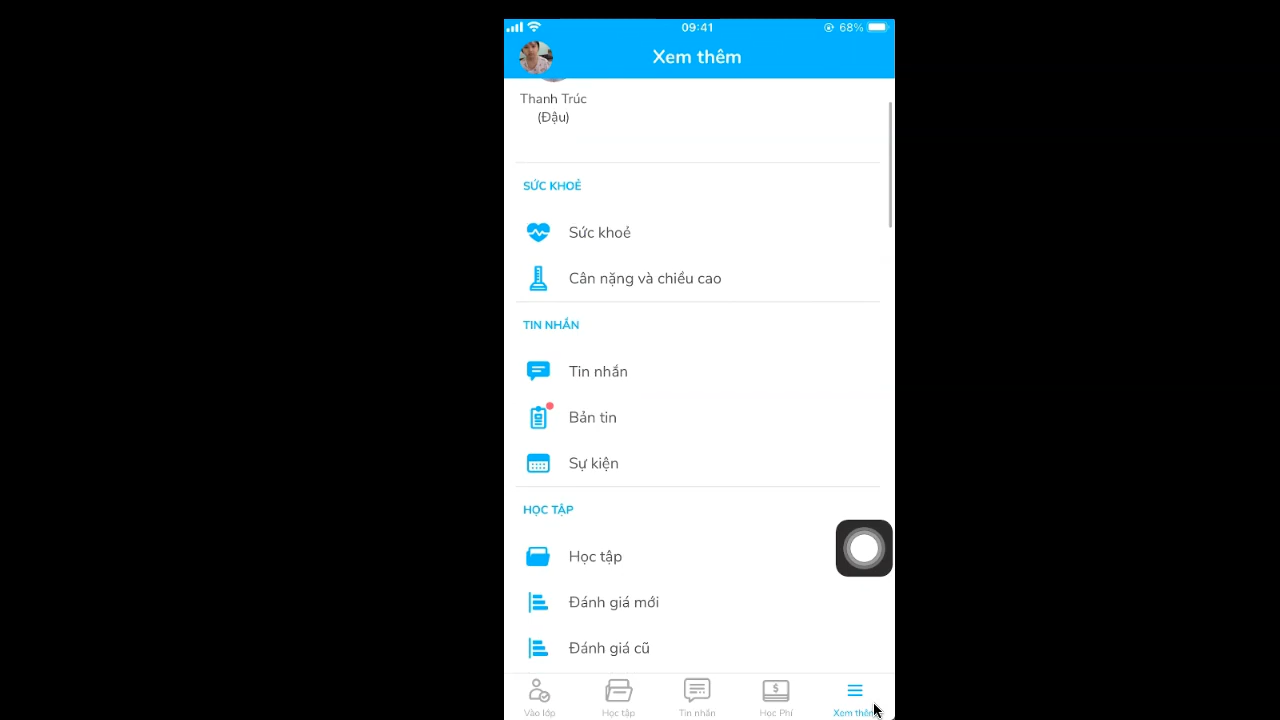 09:41
68%
Xem thêm
Thanh Trúc
(Đậu)
SỨC KHOẺ
Sức khoẻ
Cân nặng và chiều cao
TIN NHẮN
Tin nhắn
Bản tin
Sự kiện
HỌC TẬP
Học tập
Đánh giá mới
Đánh giá cũ
Vào lớp
Học tập
Tin nhắn
Học Phí
Xem thêm